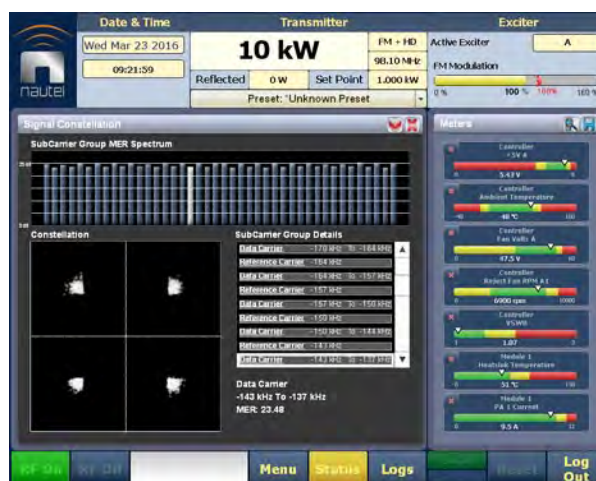 Date & Time
Transmitter
Exciter
Wed Mar 23 2016
09:21:59
10 kW
FM + HD
98.10 MHz
Reflected
0 W
Set Point
1.000 kW
Preset: *Unknown Preset
Active Exciter
A
FM Modulation
0 %
100 %
nautel
Signal Constellation
SubCarrier Group MER Spectrum
Constellation
SubCarrier Group Details
Data Carrier -170 kHz To -164 kHz
Reference Carrier -164 kHz
Data Carrier -164 kHz To -157 kHz
Reference Carrier -157 kHz
Data Carrier -157 kHz To -150 kHz
Reference Carrier -150 kHz
Data Carrier -150 kHz To -144 kHz
Reference Carrier -143 kHz
Data Carrier -143 kHz To -137 kHz
Data Carrier
-143 kHz To -137 kHz
MER: 23.48
Meters
Controller
5.43 V
Controller
Ambient Temperature
Controller
Fan Volts A
47.5 V
Controller
Reject Fan RPM A1
6900 rpm
10000
Controller
VSWR
1
1.07
3
Module 1
Heatsink Temperature
51 °C
Module 1
PA 1 Current
9.5 A
RF On
RF Off
Menu
Status
Logs
Reset
Log
Out